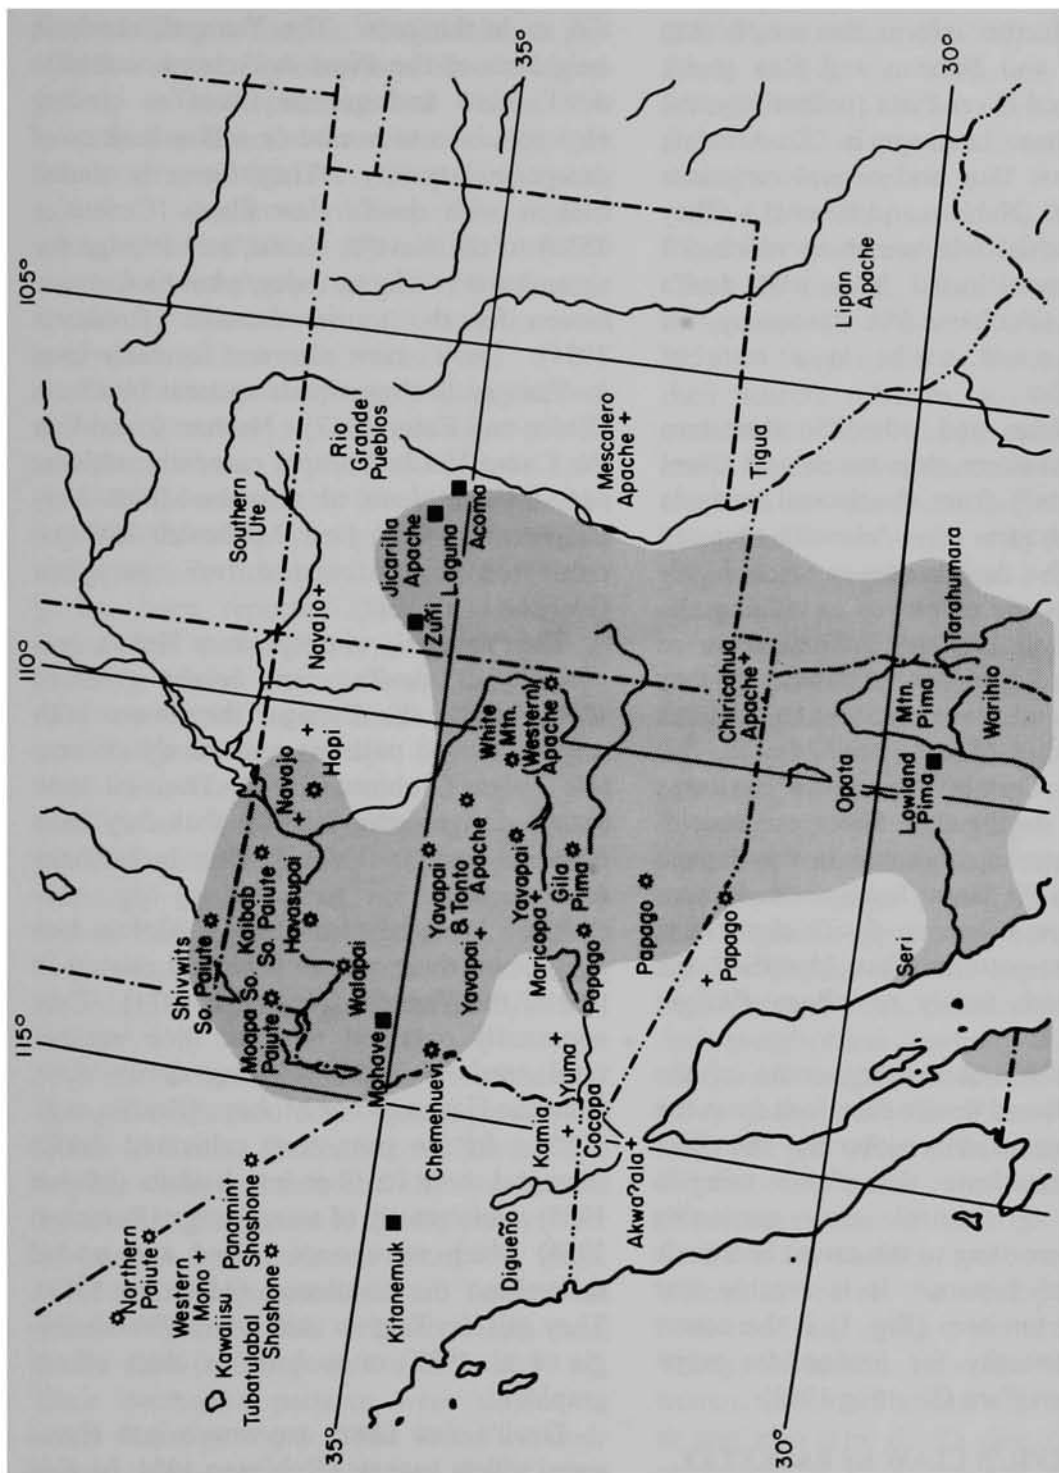 115°
110°
105°
Northern
Paiute
Western
Mono
Kawaiisu
Panamint
Shoshone
Tubatulabal
Shoshone
Kitanemuk
35°
Shivwits
So. Paiute
Moapa So.
Paiute
Kaibab
So. Paiute
Havasupai
Walapai
Mohave
Chemehuevi
Navajo
Hopi
Navajo
Southern
Ute
Rio
Grande
Pueblos
Jicarilla
Apache
Zuñi
Laguna
Acoma
35°
Yavapai
& Tonto
Apache
Yavapai
White
Mtn.
(Western)
Apache
Yavapai
Maricopa
Gila
Pima
Papago
Papago
Papago
Digueño
Kamia
Yuma
Cocopa
Akwa?ala
Mescalero
Apache
Tigua
Lipan
Apache
Chiricahua
Apache
Opata
Lowland
Pima
Mtn.
Pima
Warihio
Tarahumara
Seri
30°
30°